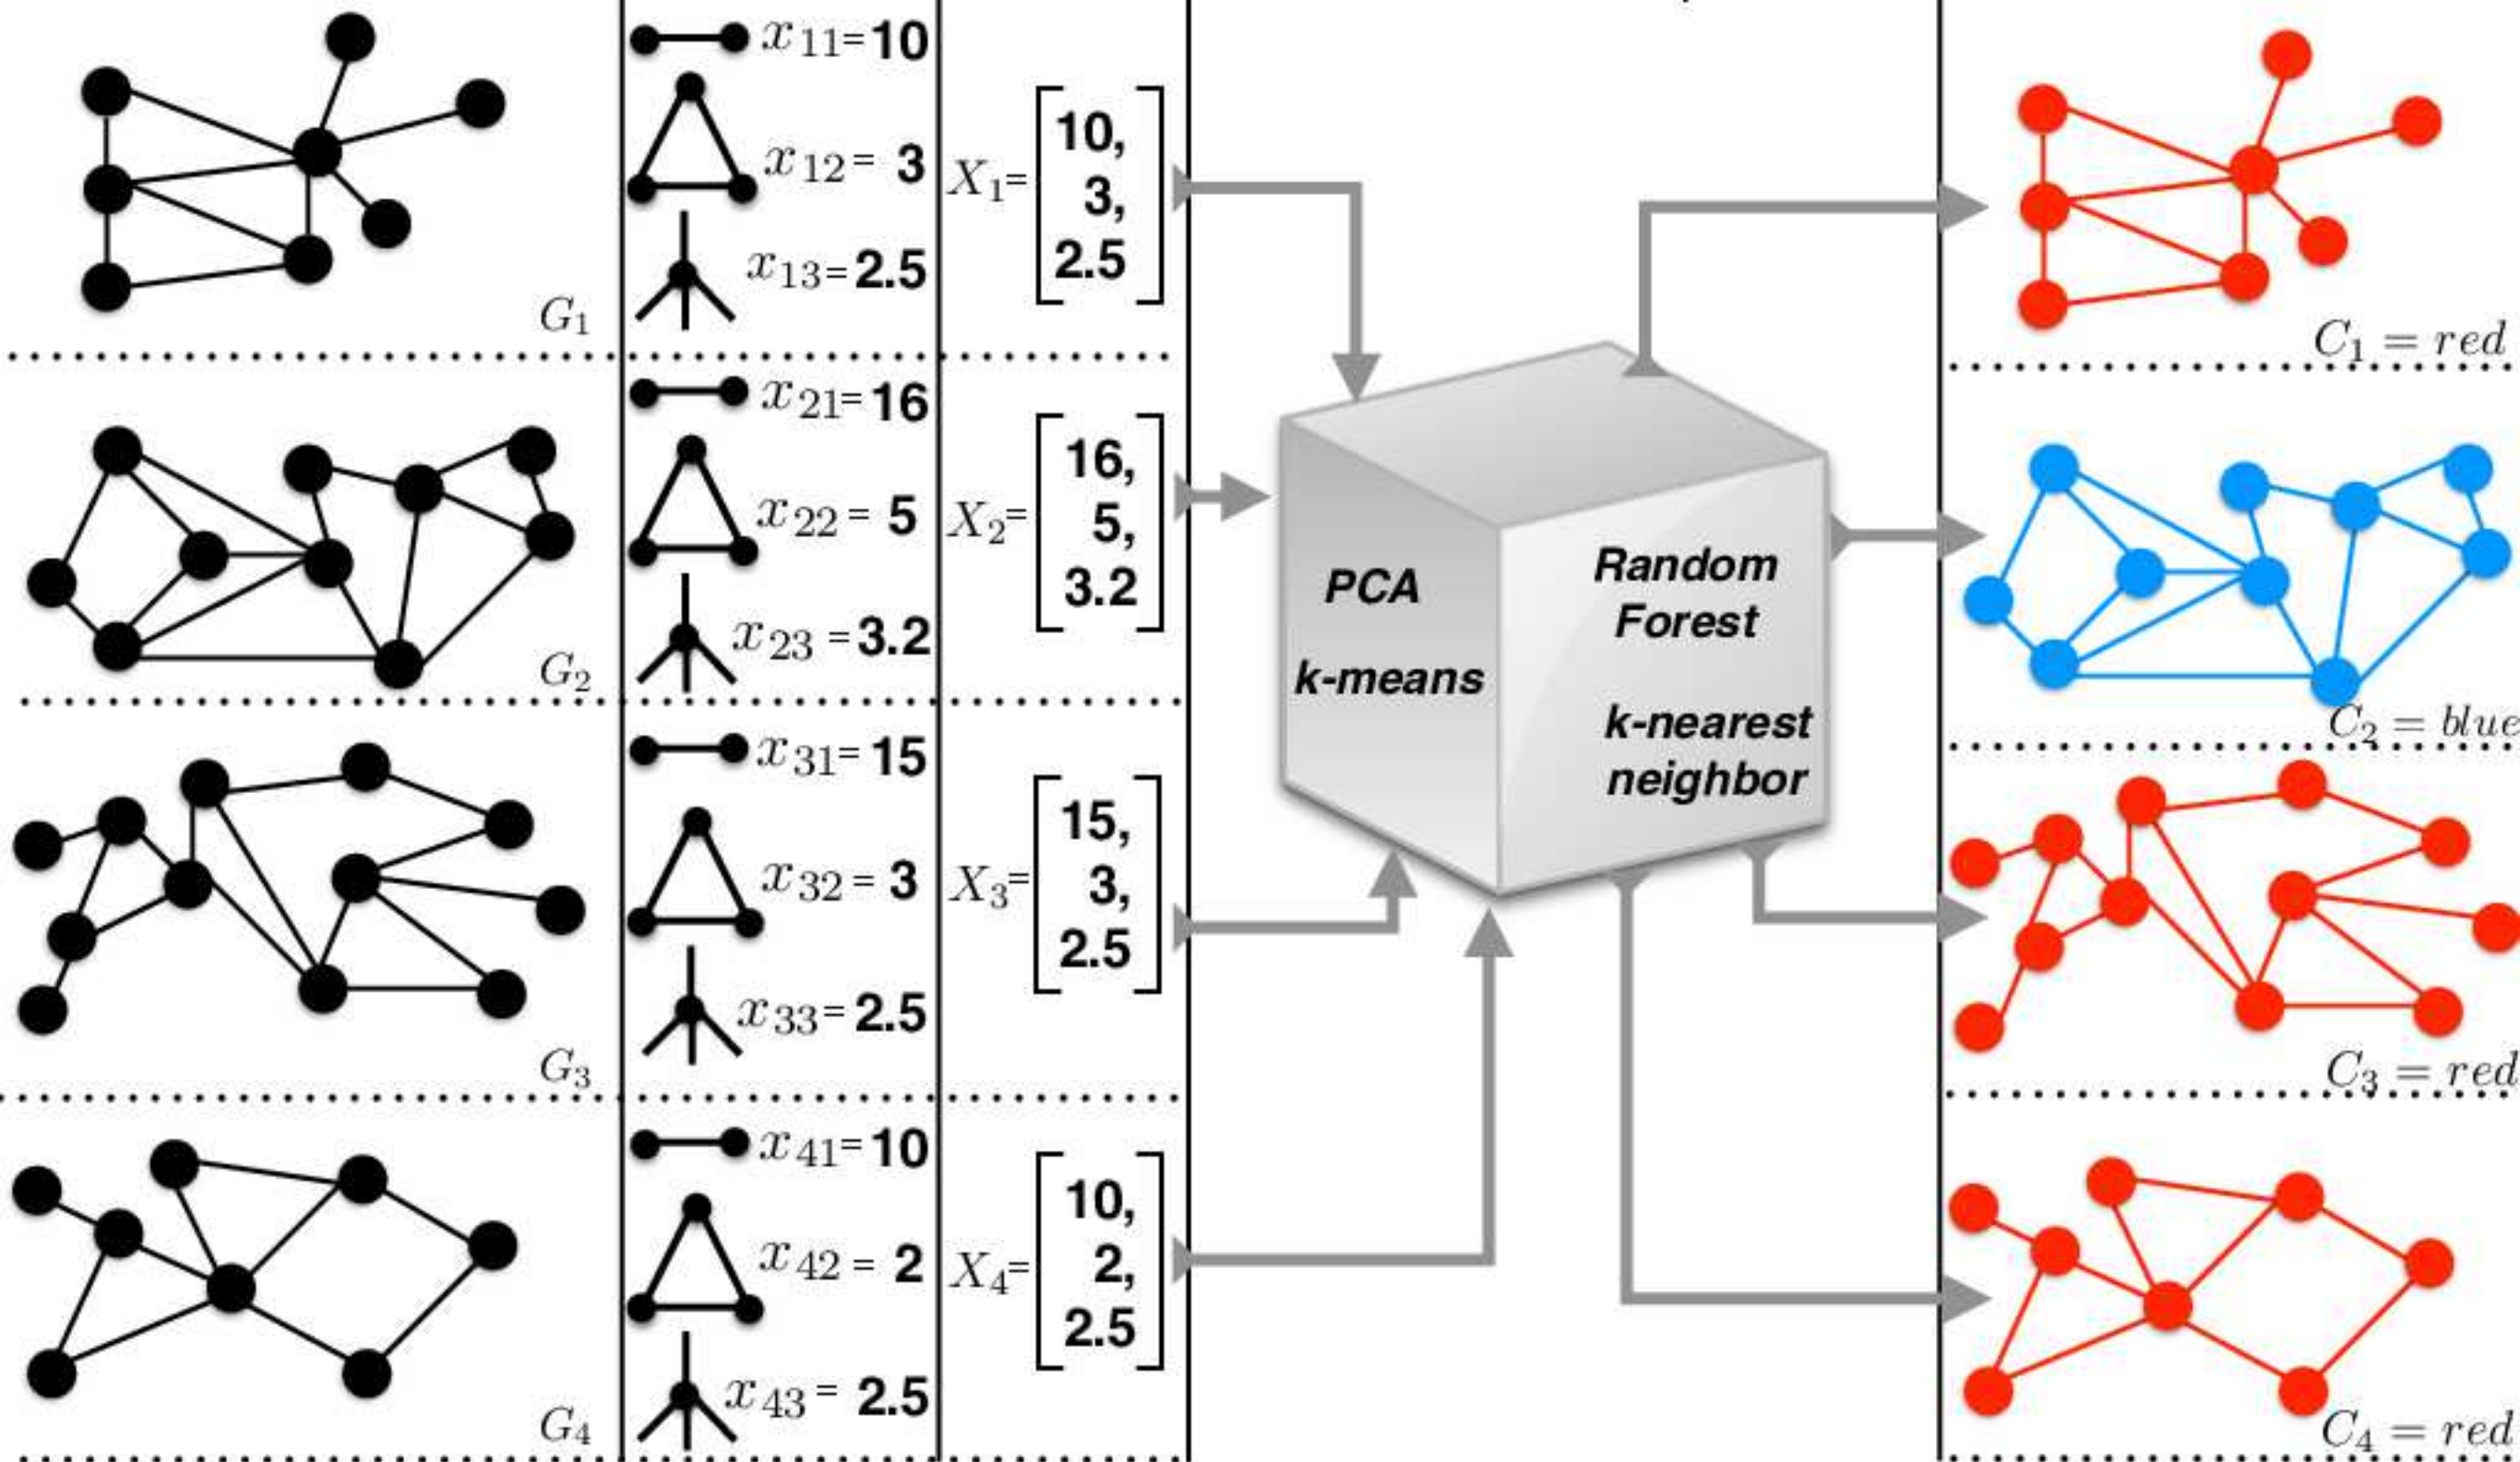 x11= 10
x12= 3
x13= 2.5
X1= [10, 3, 2.5]
G1
C1 = red
x21= 16
x22= 5
x23= 3.2
X2= [16, 5, 3.2]
G2
C2 = blue
PCA
k-means
Random
Forest
k-nearest
neighbor
x31= 15
x32= 3
x33= 2.5
X3= [15, 3, 2.5]
G3
C3 = red
x41= 10
x42= 2
x43= 2.5
X4= [10, 2, 2.5]
G4
C4 = red